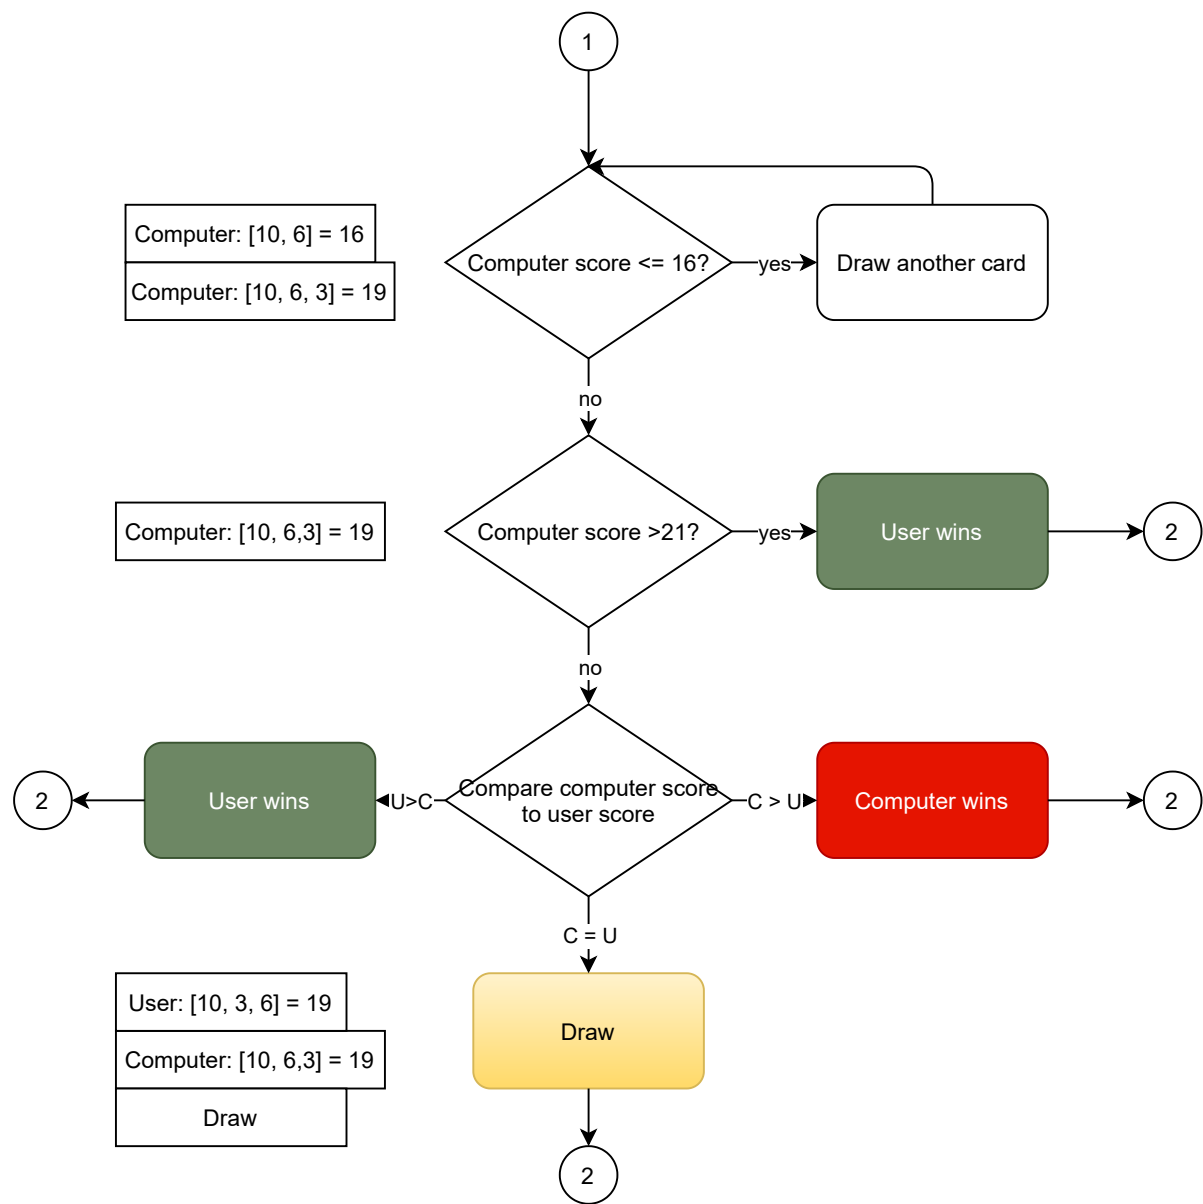 1
Computer: [10, 6] = 16
Computer: [10, 6, 3] = 19
Computer score <= 16?
yes
Draw another card
no
Computer: [10, 6,3] = 19
Computer score >21?
yes
User wins
2
no
2
User wins
U>C
Compare computer score
to user score
C > U
Computer wins
2
C = U
User: [10, 3, 6] = 19
Computer: [10, 6,3] = 19
Draw
Draw
2